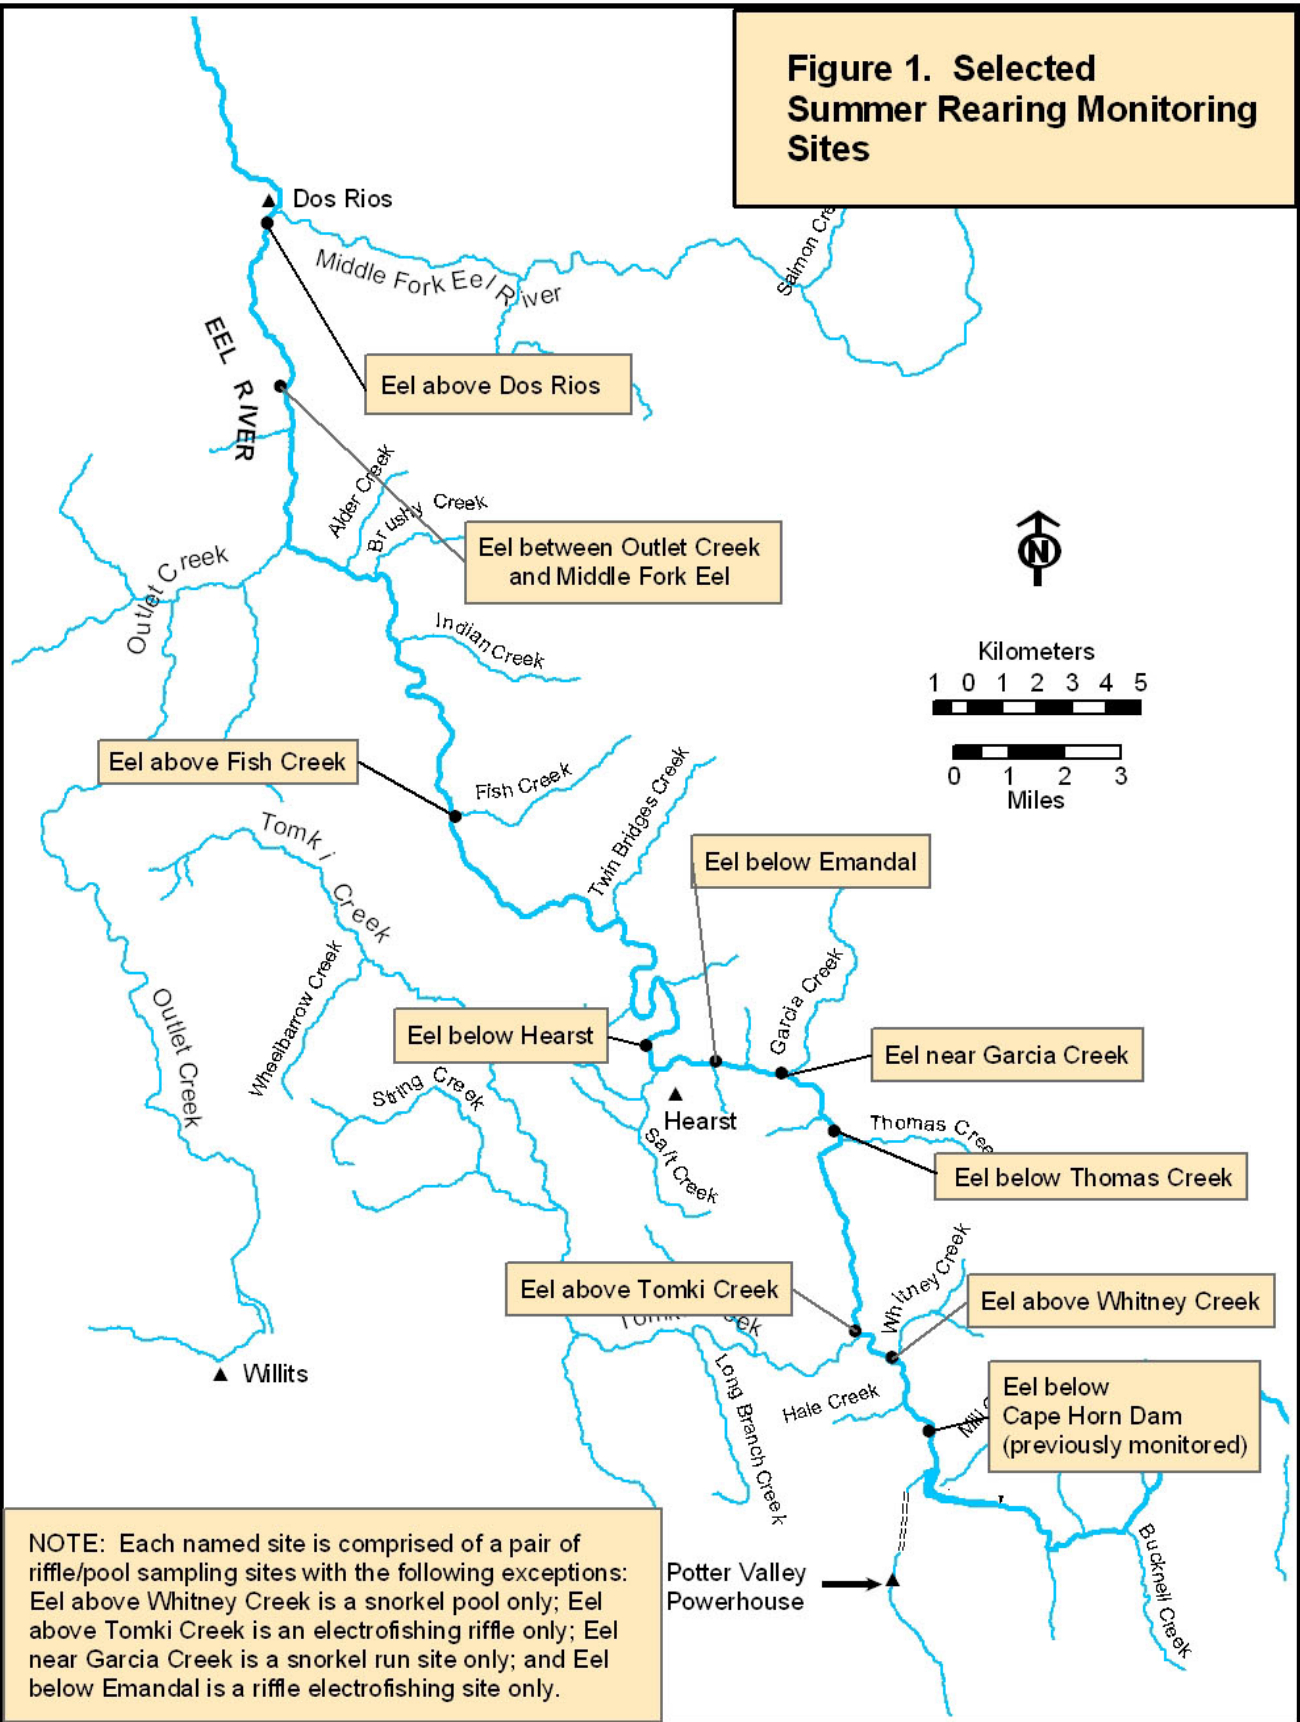 Figure 1. Selected
Summer Rearing Monitoring
Sites
Dos Rios
Middle Fork Eel River
Salmon
EEL RIVER
Eel above Dos Rios
Alder Creek
Brushy Creek
Eel between Outlet Creek
and Middle Fork Eel
N
Outlet Creek
Indian Creek
Kilometers
1 0 1 2 3 4 5
0 1 2 3
Miles
Eel above Fish Creek
Fish Creek
Twin Bridges Creek
Tomki Creek
Eel below Emandal
Wheelbarrow Creek
Garcia Creek
Outlet Creek
Eel below Hearst
Eel near Garcia Creek
String Creek
Hearst
Thomas Cree
Salt Creek
Eel below Thomas Creek
Whitney Creek
Eel above Tomki Creek
Eel above Whitney Creek
Willits
Long Branch Creek
Hale Creek
Mill
Eel below
Cape Horn Dam
(previously monitored)
Bucknell Creek
Potter Valley
Powerhouse
NOTE: Each named site is comprised of a pair of
riffle/pool sampling sites with the following exceptions:
Eel above Whitney Creek is a snorkel pool only; Eel
above Tomki Creek is an electrofishing riffle only; Eel
near Garcia Creek is a snorkel run site only; and Eel
below Emandal is a riffle electrofishing site only.